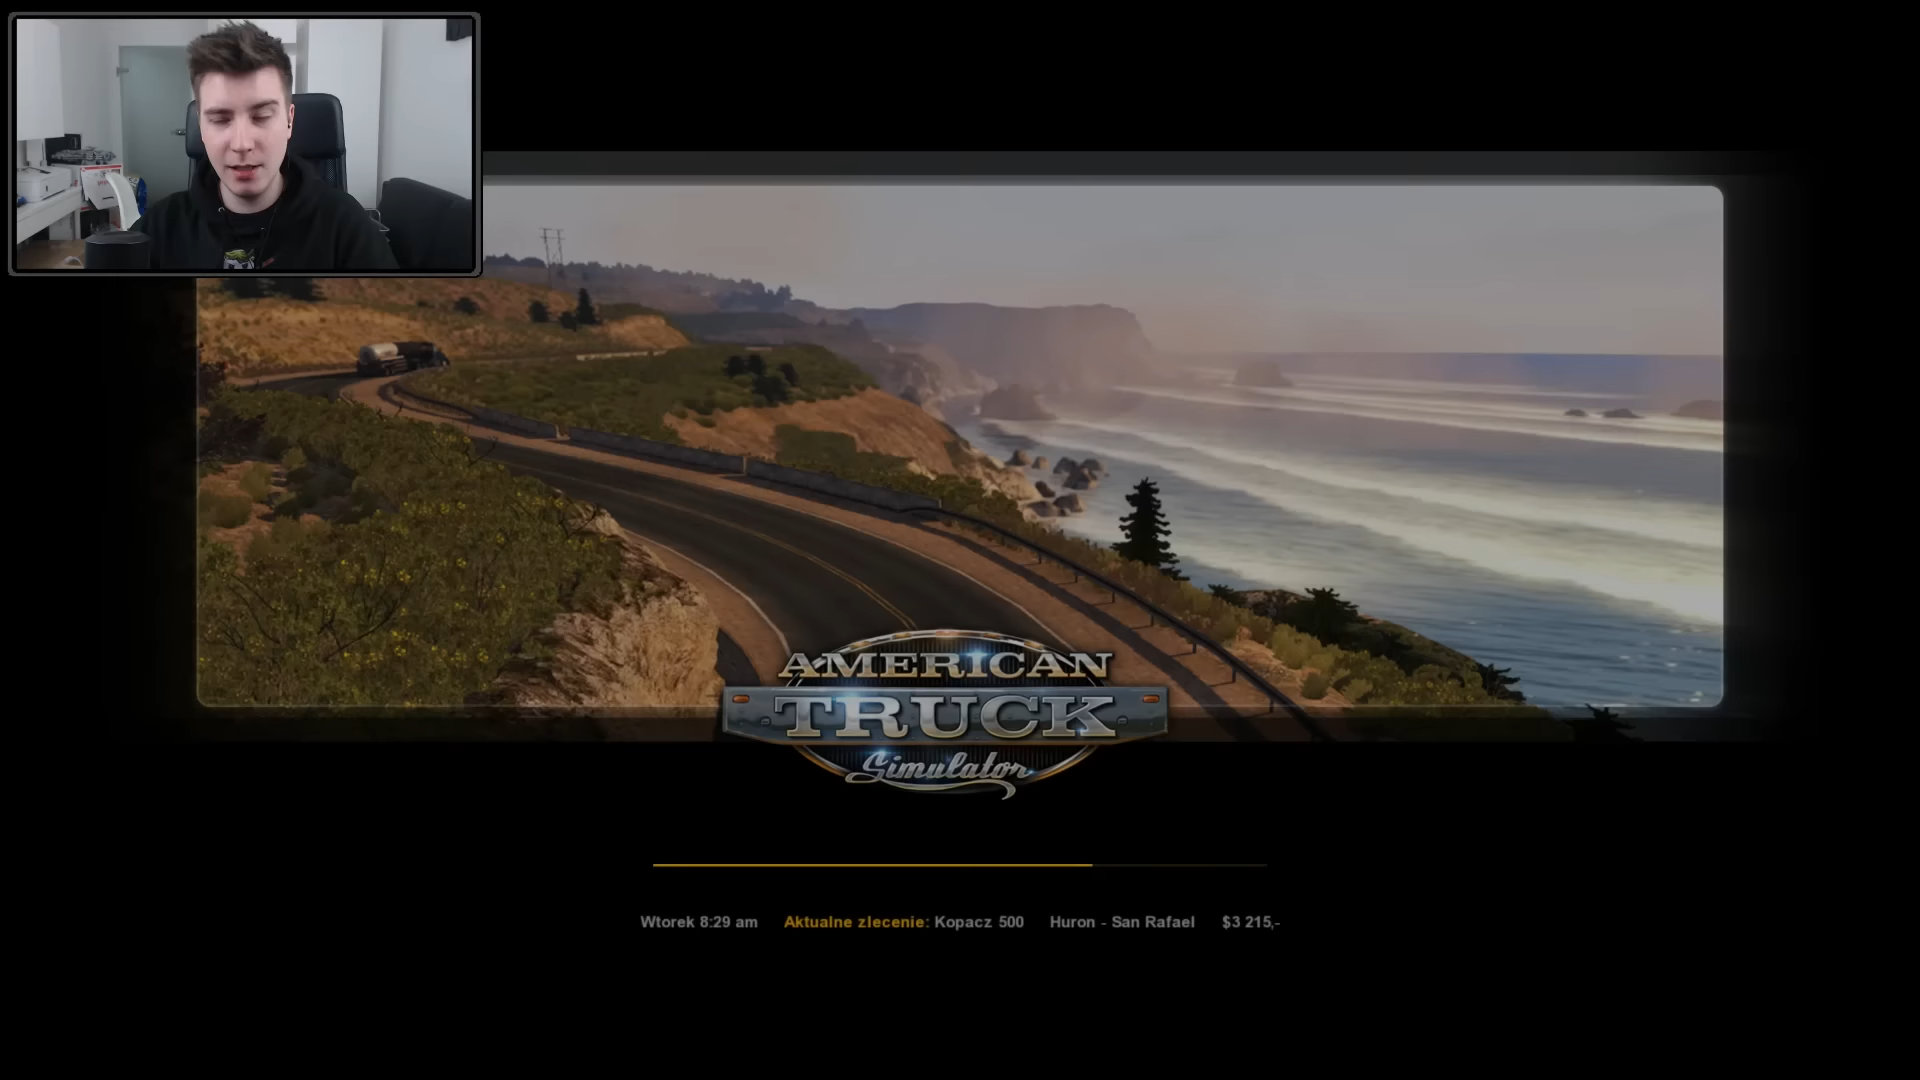 AMERICAN
TRUCK
Simulator
Wtorek 8:29 am Aktualne zlecenie: Kopacz 500 Huron - San Rafael $3 215,-